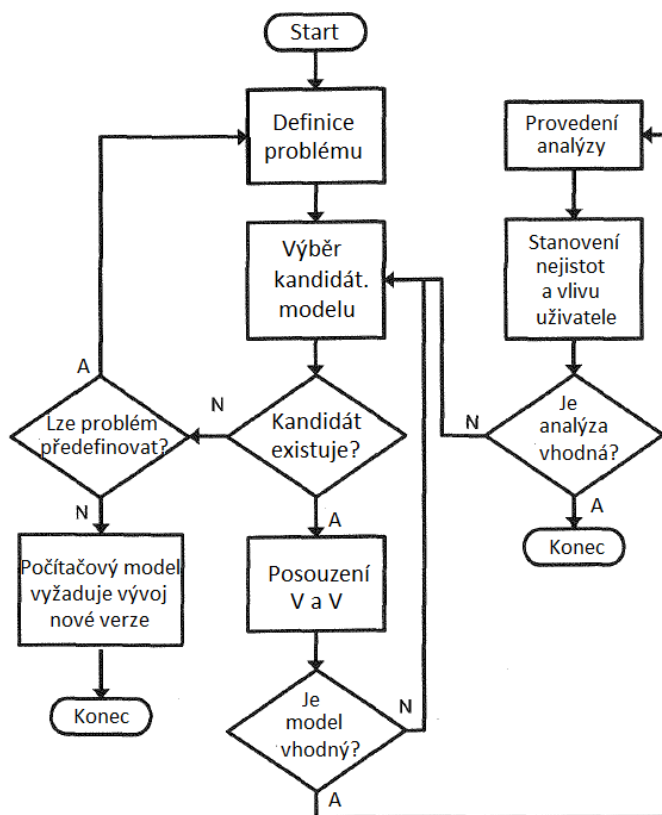 Start
Definice
problému
Výběr
kandidát.
modelu
Kandidát
existuje?
N
A
Lze problém
předefinovat?
A
N
Počítačový model
vyžaduje vývoj
nové verze
Konec
Posouzení
V a V
Je
model
vhodný?
N
A
Provedení
analýzy
Stanovení
nejistot
a vlivu
uživatele
Je
analýza
vhodná?
N
A
Konec